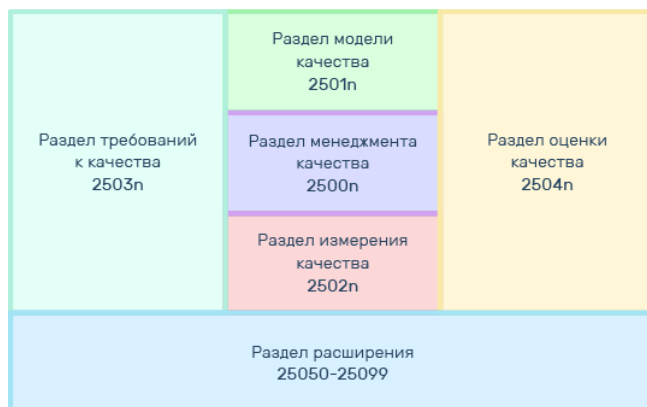 Раздел модели
качества
2501n
Раздел требований
к качества
2503n
Раздел менеджмента
качества
2500n
Раздел оценки
качества
2504n
Раздел измерения
качества
2502n
Раздел расширения
25050-25099